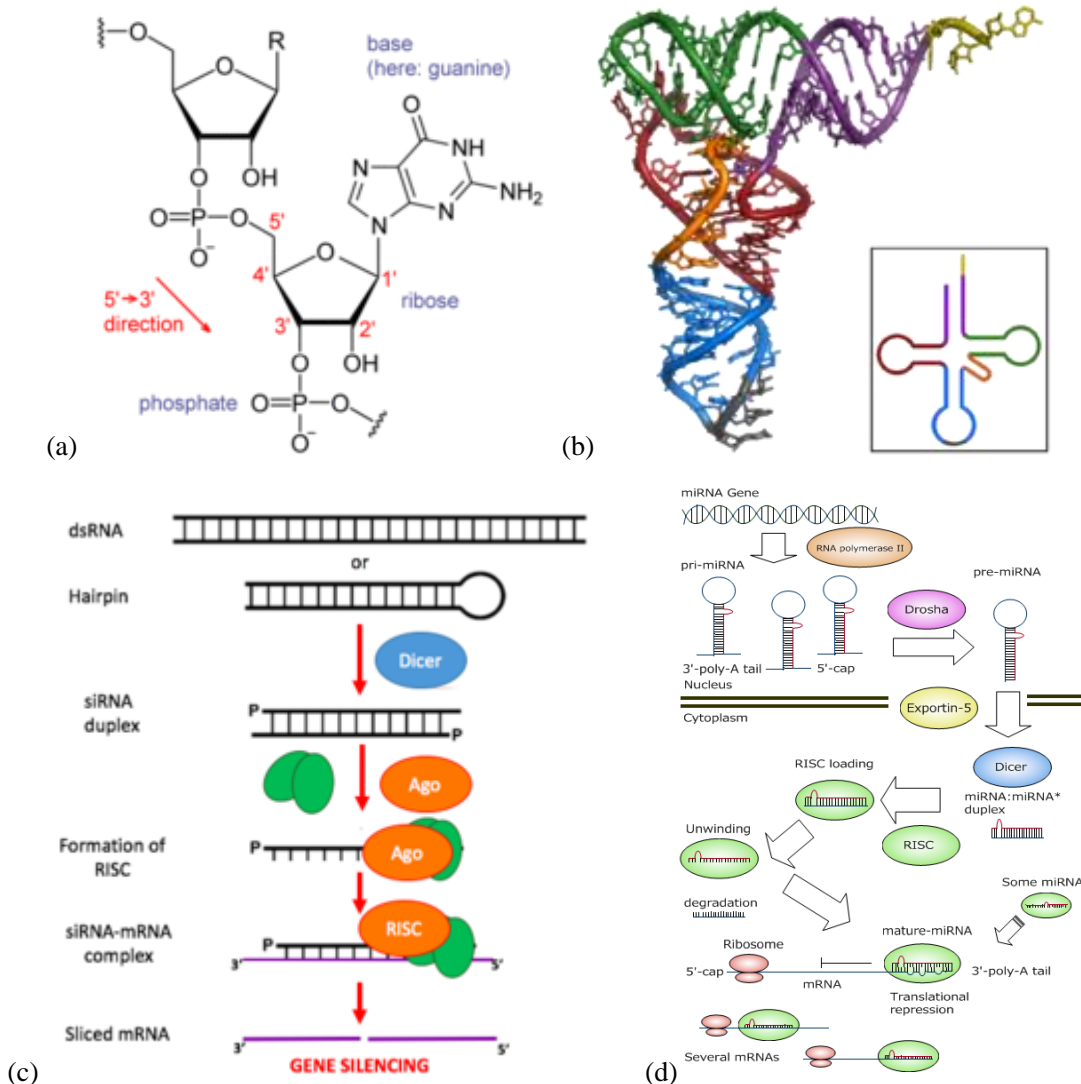 O
O
R
base
(here: guanine)
O
N
NH
N
N
NH₂
O
OH
O=P—O
O⁻
5'
O
4'
1'
ribose
5'→3'
direction
3'
2'
O
OH
phosphate
O=P—O
O⁻
(a)
(b)
dsRNA
or
Hairpin
Dicer
siRNA
duplex
P
P
Ago
Formation of
RISC
P
Ago
siRNA-mRNA
complex
P
RISC
3'
5'
Sliced mRNA
3'
5'
GENE SILENCING
(c)
miRNA Gene
RNA polymerase II
pri-miRNA
pre-miRNA
Drosha
3'-poly-A tail
5'-cap
Nucleus
Exportin-5
Cytoplasm
Dicer
RISC loading
miRNA:miRNA*
duplex
Unwinding
RISC
Some miRNA
degradation
Ribosome
mature-miRNA
5'-cap
3'-poly-A tail
mRNA
Translational
repression
Several mRNAs
(d)